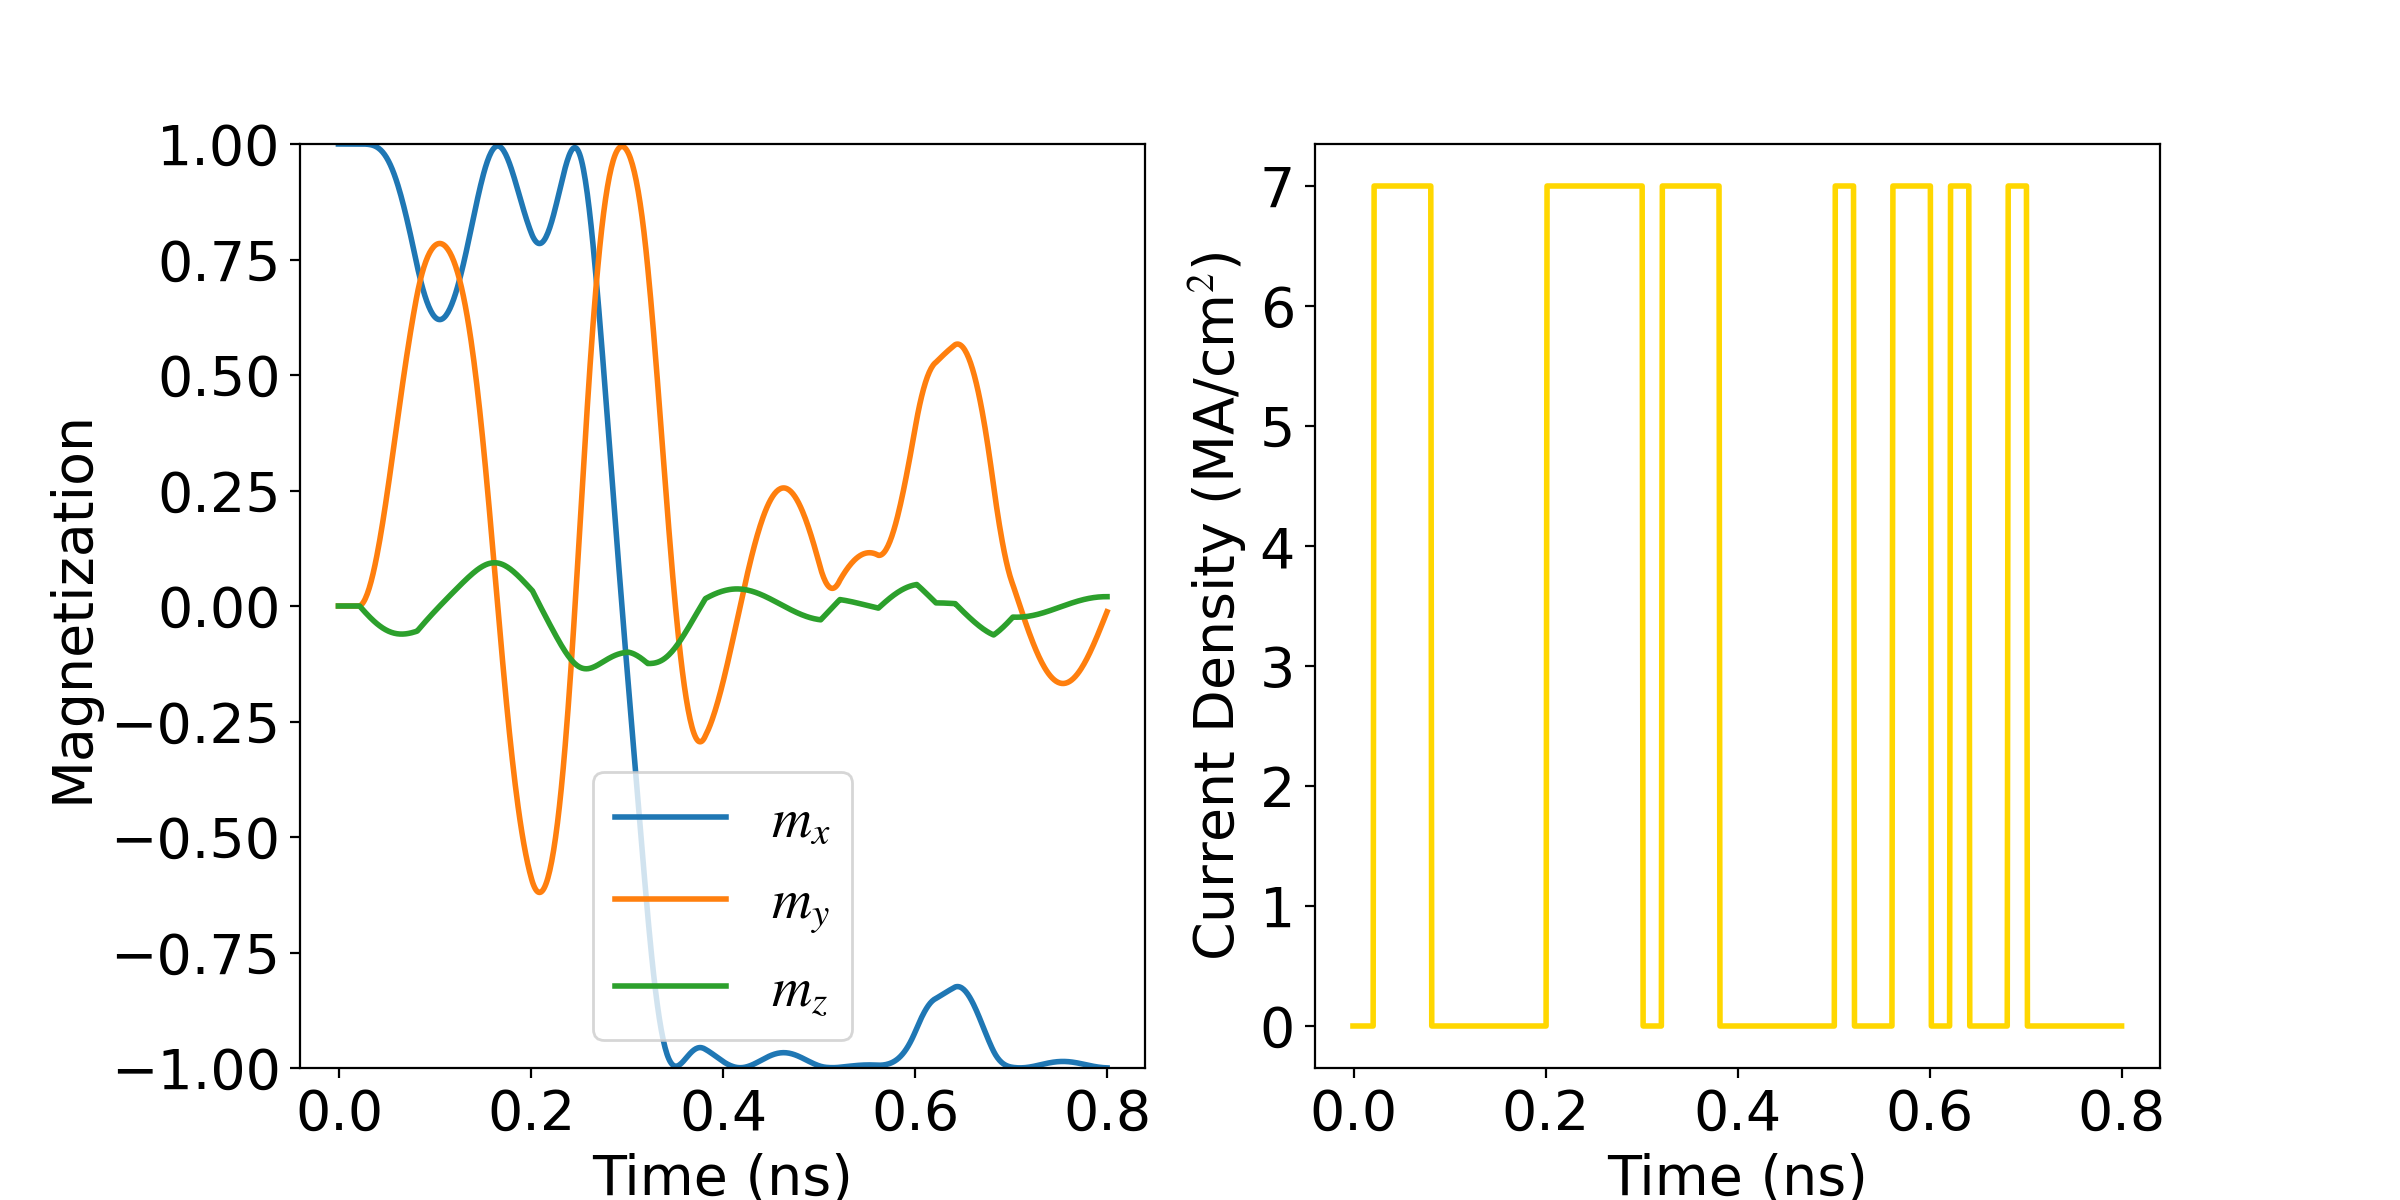 Magnetization
1.00
0.75
0.50
0.25
0.00
−0.25
−0.50
−0.75
−1.00
m_x
m_y
m_z
0.0 0.2 0.4 0.6 0.8
Time (ns)
Current Density (MA/cm²)
7
6
5
4
3
2
1
0
0.0 0.2 0.4 0.6 0.8
Time (ns)